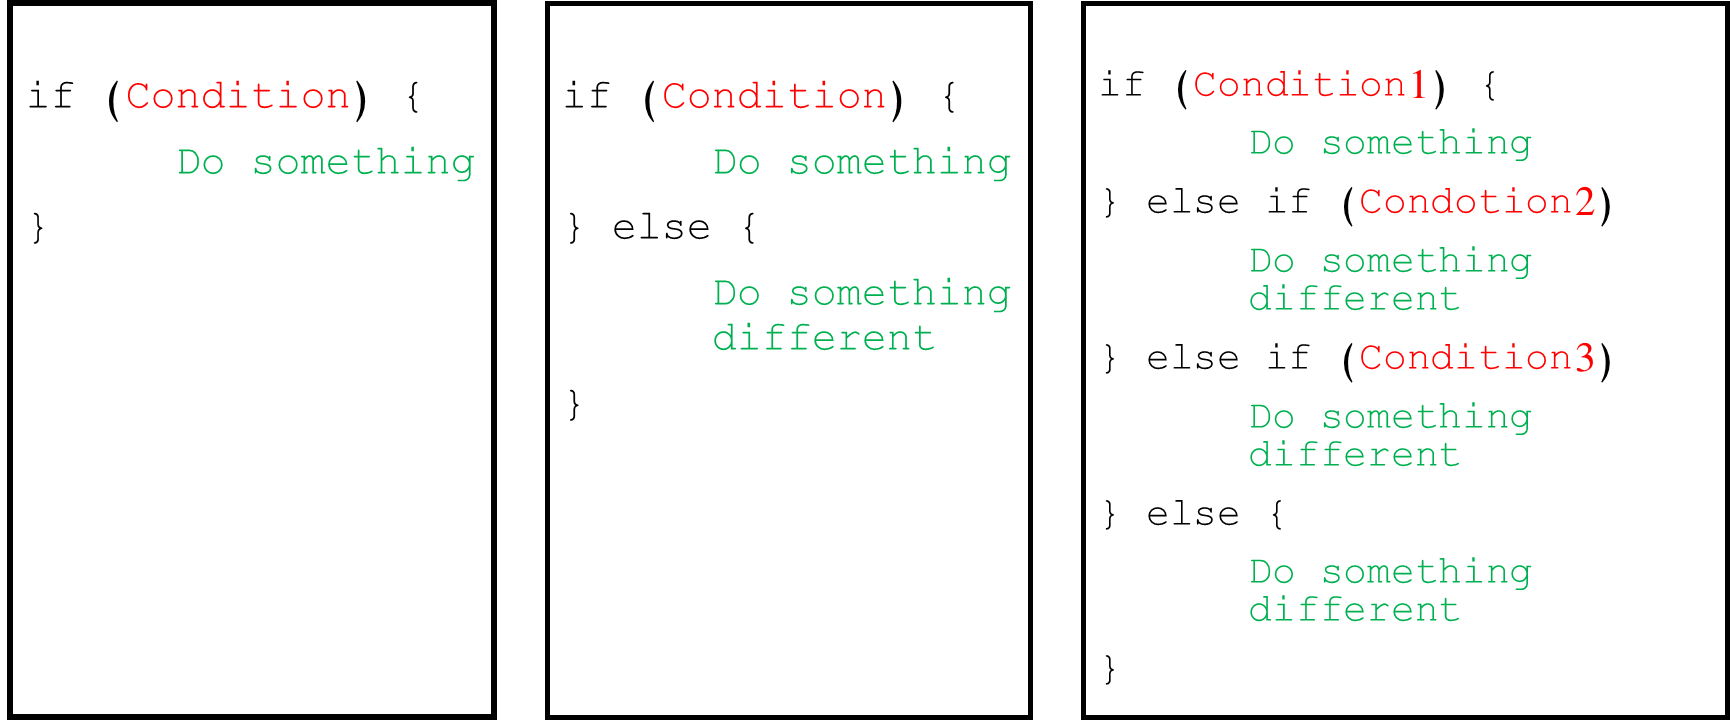 if (Condition) {
Do something
}
if (Condition) {
Do something
} else {
Do something
different
}
if (Condition1) {
Do something
} else if (Condotion2)
Do something
different
} else if (Condition3)
Do something
different
} else {
Do something
different
}